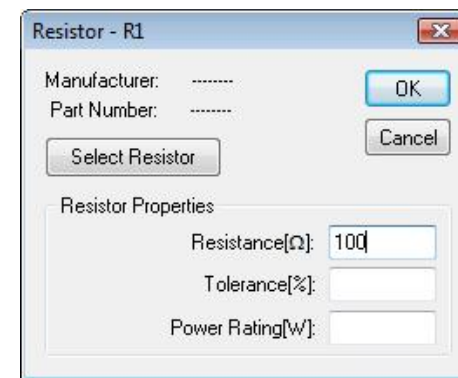 Resistor - R1
Manufacturer: --------
Part Number: --------
OK
Cancel
Select Resistor
Resistor Properties
Resistance[Ω]: 100
Tolerance[%]:
Power Rating[W]: